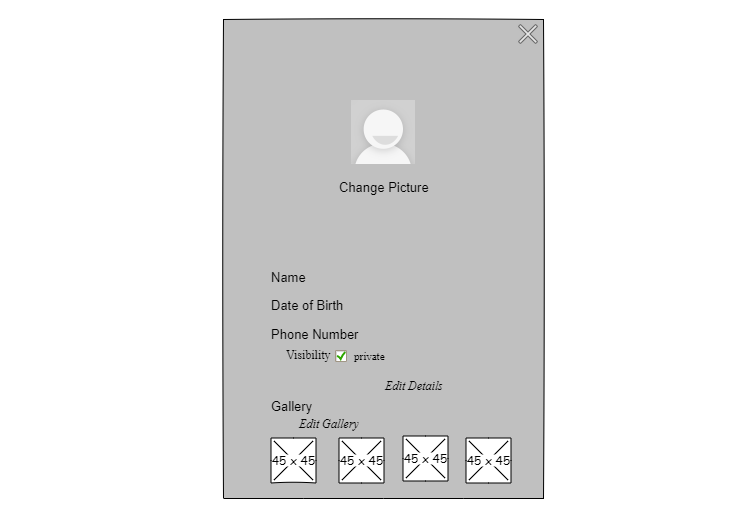 Change Picture
Name
Date of Birth
Phone Number
Visibility private
Edit Details
Gallery
Edit Gallery
45 x 45 45 x 45 45 x 45 45 x 45